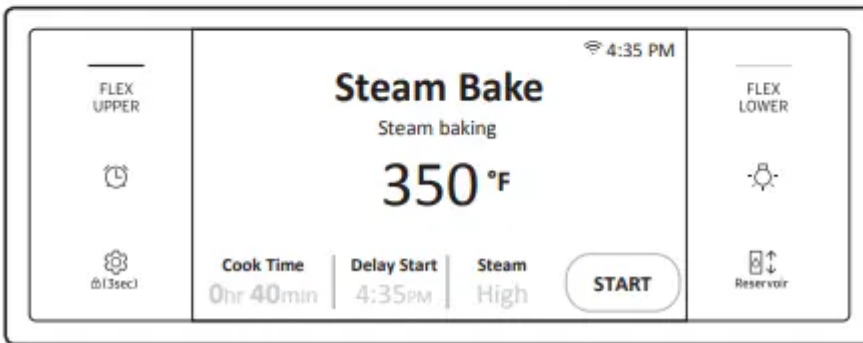 FLEX
UPPER
(3sec)
4:35 PM
Steam Bake
Steam baking
350 °F
Cook Time
0hr 40min
Delay Start
4:35PM
Steam
High
START
FLEX
LOWER
Reservoir